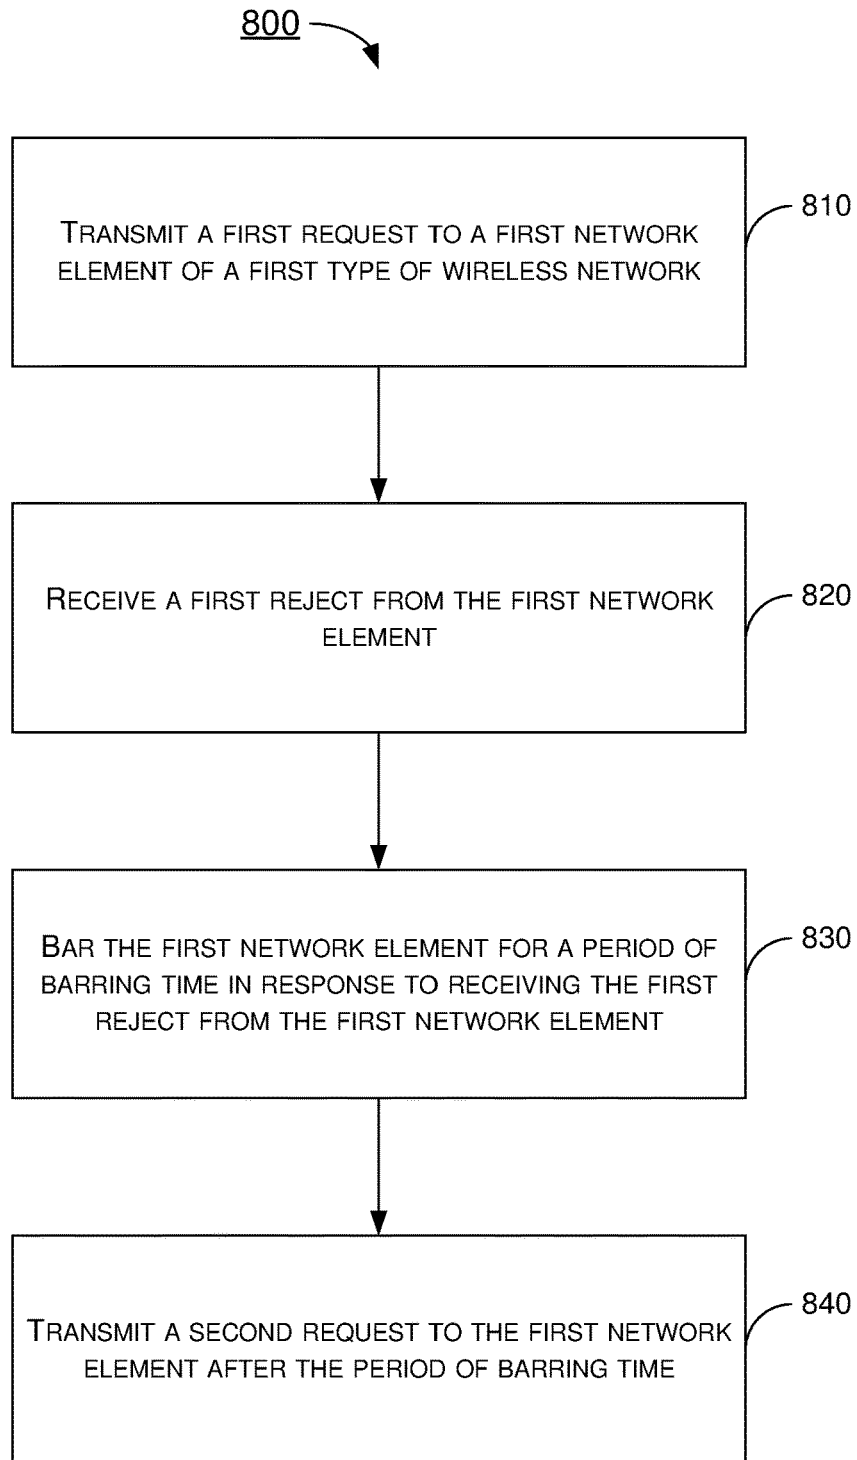 800
TRANSMIT A FIRST REQUEST TO A FIRST NETWORK
ELEMENT OF A FIRST TYPE OF WIRELESS NETWORK
810
RECEIVE A FIRST REJECT FROM THE FIRST NETWORK
ELEMENT
820
BAR THE FIRST NETWORK ELEMENT FOR A PERIOD OF
BARRING TIME IN RESPONSE TO RECEIVING THE FIRST
REJECT FROM THE FIRST NETWORK ELEMENT
830
TRANSMIT A SECOND REQUEST TO THE FIRST NETWORK
ELEMENT AFTER THE PERIOD OF BARRING TIME
840